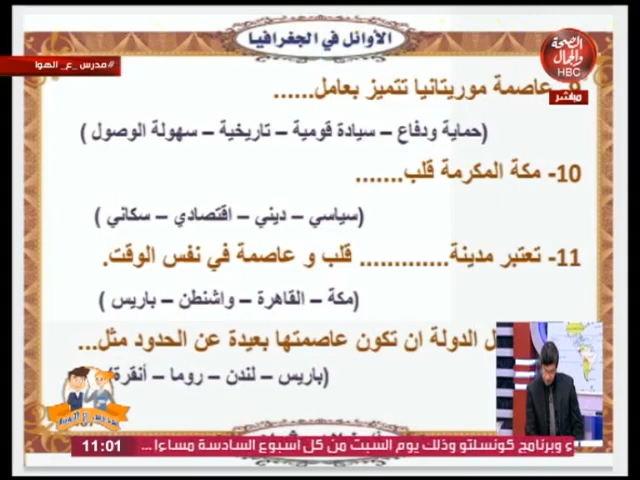 الأوائل في الجغرافيا
الصحة
والجمال
HBC
مباشر
#مدرس_ع_الهوا
عاصمة موريتانيا تتميز بعامل......
(حماية ودفاع – سيادة قومية – تاريخية – سهولة الوصول )
10- مكة المكرمة قلب.......
(سياسي – ديني – اقتصادي – سكاني )
11- تعتبر مدينة............. قلب و عاصمة في نفس الوقت.
(مكة – القاهرة – واشنطن – باريس )
الدولة ان تكون عاصمتها بعيدة عن الحدود مثل...
(باريس – لندن – روما – أنقرة)
11:01
ء وبرنامج كونسلتو وذلك يوم السبت من كل اسبوع السادسة مساءا ...